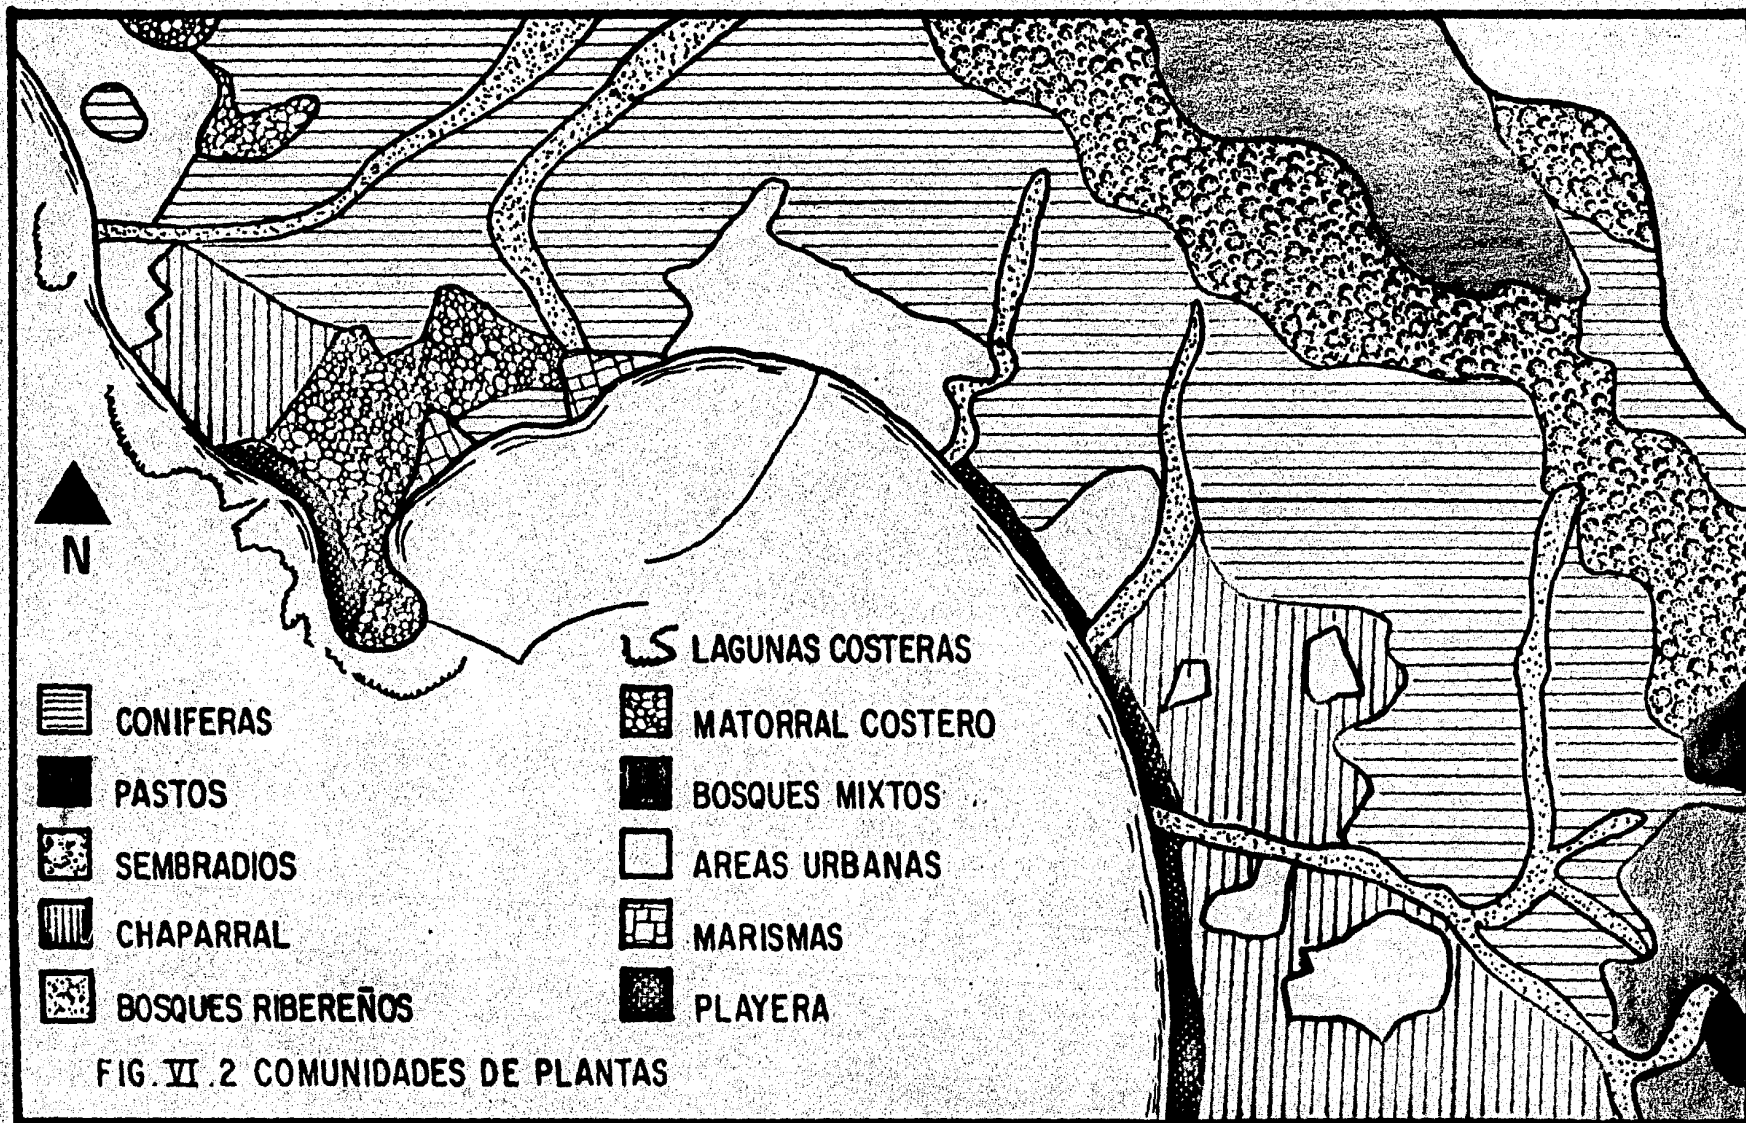 N
CONIFERAS
PASTOS
SEMBRADIOS
CHAPARRAL
BOSQUES RIBEREÑOS
LAGUNAS COSTERAS
MATORRAL COSTERO
BOSQUES MIXTOS
AREAS URBANAS
MARISMAS
PLAYERA
FIG. VI.2 COMUNIDADES DE PLANTAS